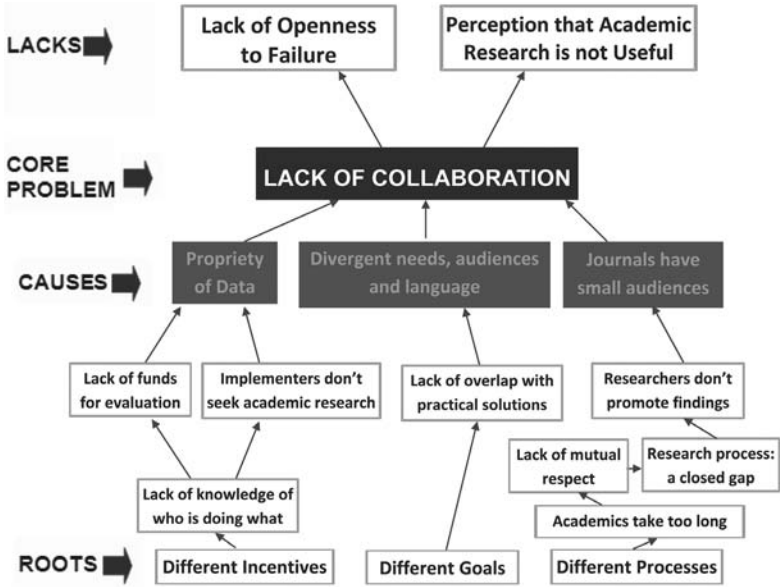 LACKS
Lack of Openness
to Failure
Perception that Academic
Research is not Useful
CORE
PROBLEM
LACK OF COLLABORATION
CAUSES
Propriety
of Data
Divergent needs, audiences
and language
Journals have
small audiences
Lack of funds
for evaluation
Implementers don't
seek academic research
Lack of overlap with
practical solutions
Researchers don't
promote findings
Lack of mutual
respect
Research process:
a closed gap
Lack of knowledge of
who is doing what
Academics take too long
ROOTS
Different Incentives
Different Goals
Different Processes